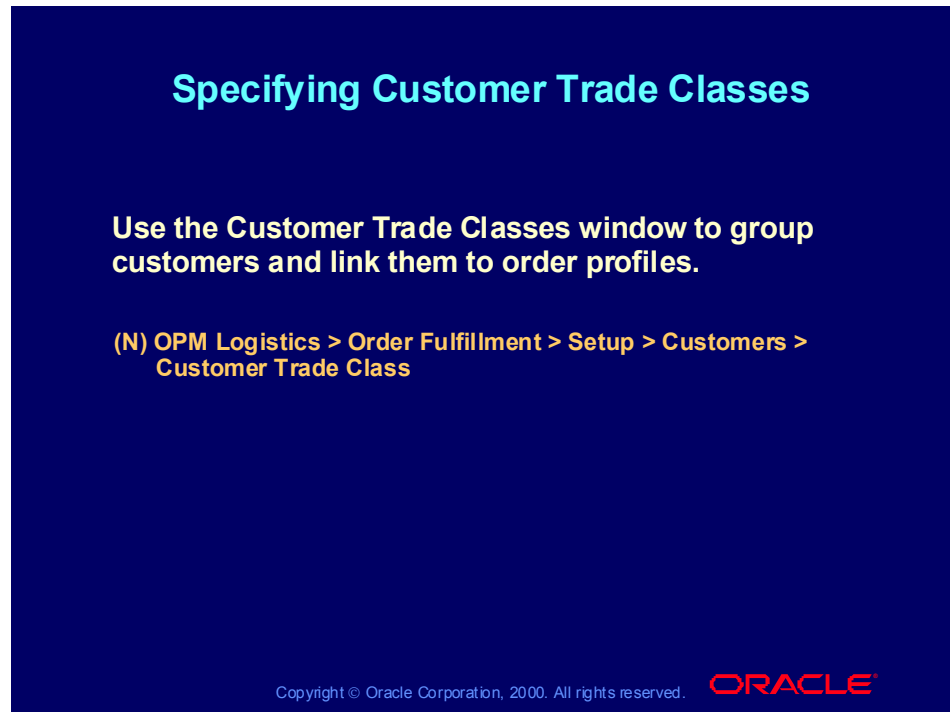 Specifying Customer Trade Classes
Use the Customer Trade Classes window to group
customers and link them to order profiles.
(N) OPM Logistics > Order Fulfillment > Setup > Customers >
Customer Trade Class
Copyright © Oracle Corporation, 2000. All rights reserved.
ORACLE®